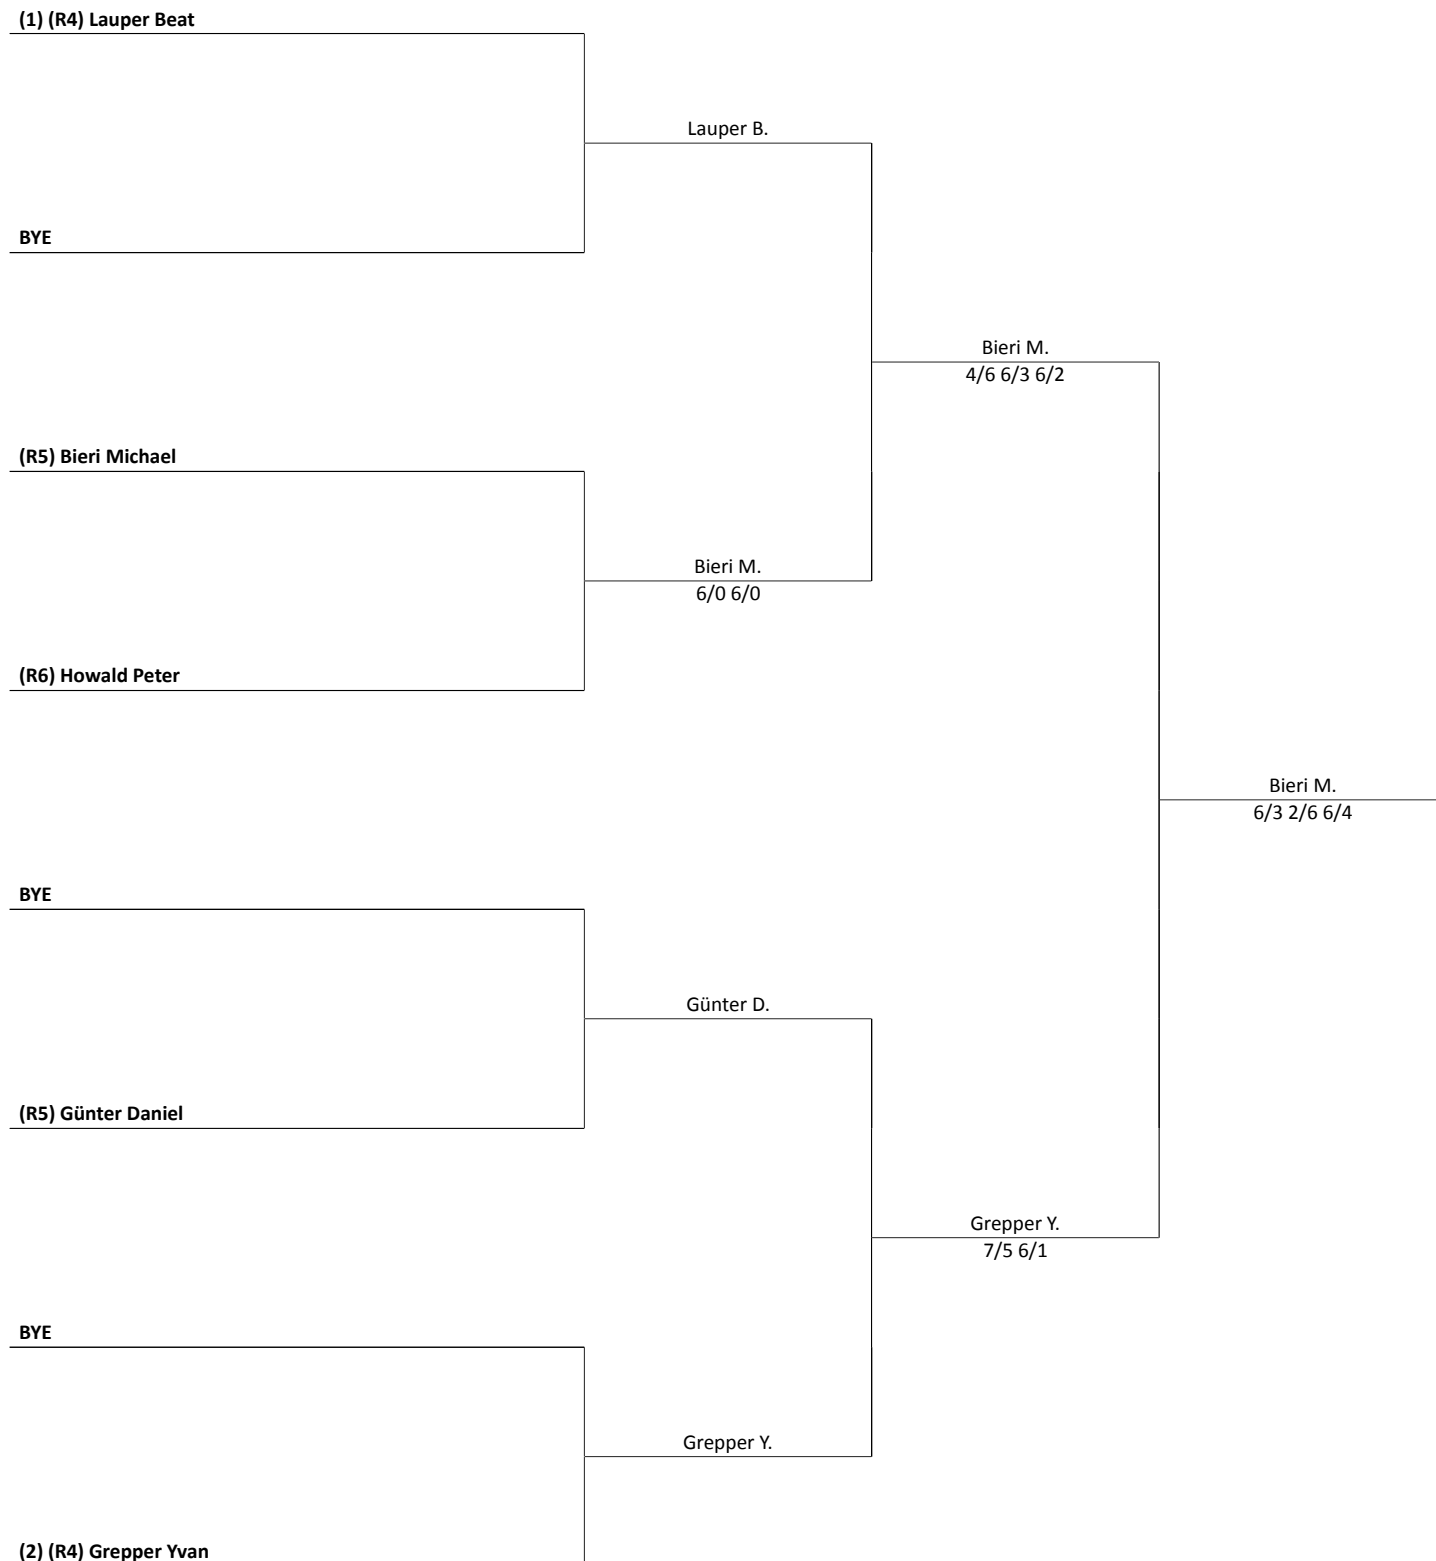 (1) (R4) Lauper Beat
Lauper B.
BYE
Bieri M.
4/6 6/3 6/2
(R5) Bieri Michael
Bieri M.
6/0 6/0
(R6) Howald Peter
Bieri M.
6/3 2/6 6/4
BYE
Günter D.
(R5) Günter Daniel
Grepper Y.
7/5 6/1
BYE
Grepper Y.
(2) (R4) Grepper Yvan